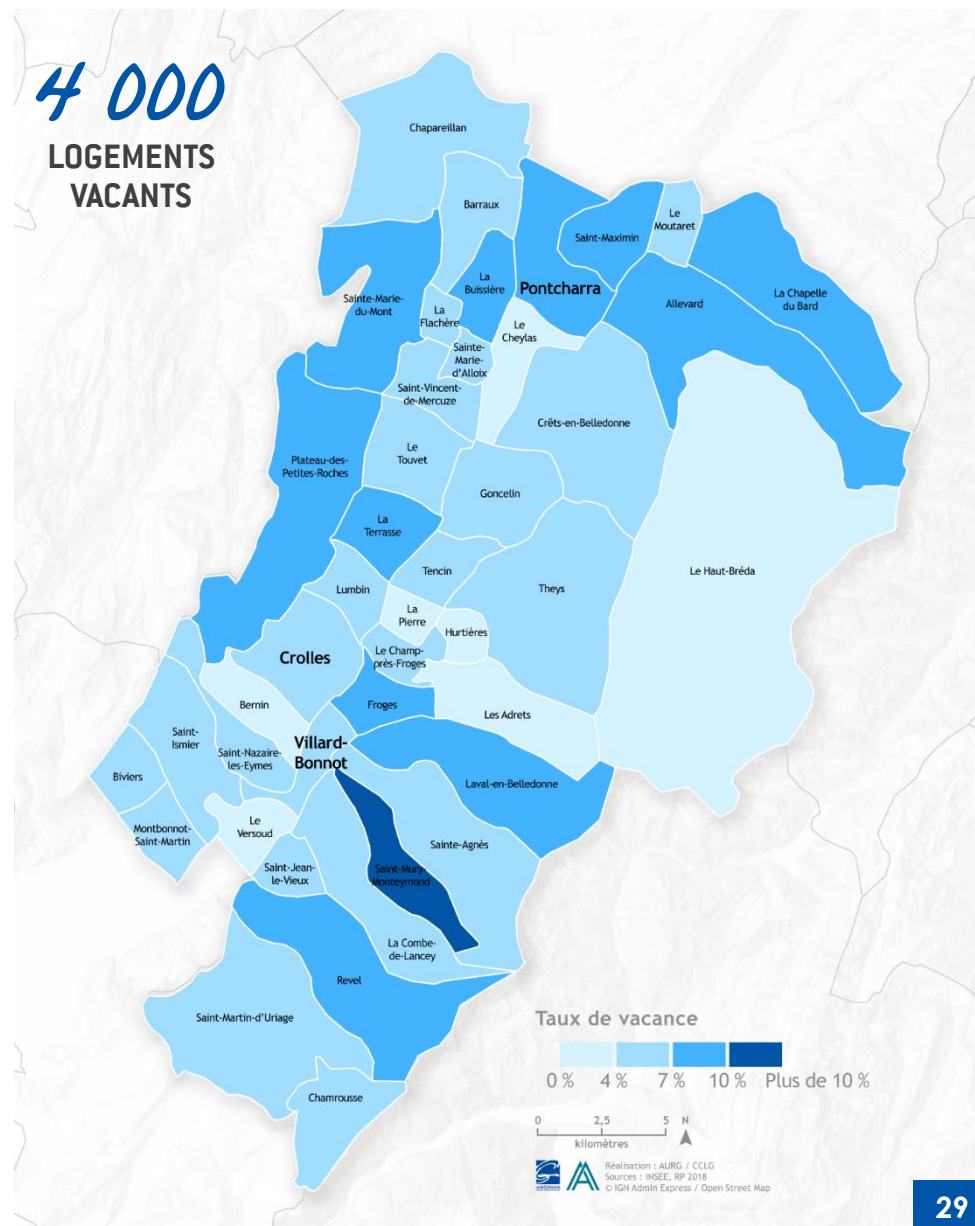 4 000
LOGEMENTS
VACANTS
Chapareillan
Barraux
Le
Moutaret
Saint-Maximin
La
Buissière
Pontcharra
La Chapelle
du Bard
Sainte-Marie-
du-Mont
Allevard
La
Flachère
Le
Cheylas
Sainte-
Marie-
d'Alloix
Saint-Vincent-
de-Mercuze
Crêts-en-Belledonne
Le
Touvet
Plateau-des-
Petites-Roches
Goncelin
La
Terrasse
Tencin
Le Haut-Bréda
Lumbin
Theys
La
Pierre
Hurtières
Crolles
Le Champ-
près-Froges
Bernin
Froges
Les Adrets
Saint-
Ismier
Villard-
Bonnot
Saint-Nazaire-
les-Eymes
Biviers
Laval-en-Belledonne
Le
Versoud
Montbonnot-
Saint-Martin
Sainte-Agnès
Saint-Jean-
le-Vieux
Saint-Mury-
Monteymond
La Combe-
de-Lancey
Revel
Saint-Martin-d'Uriage
Chamrousse
Taux de vacance
0 % 4 % 7 % 10 % Plus de 10 %
0 2,5 5 N
kilomètres
Réalisation : AURG / CCLG
Sources : INSEE, RP 2018
© IGN Admin Express / Open Street Map
29